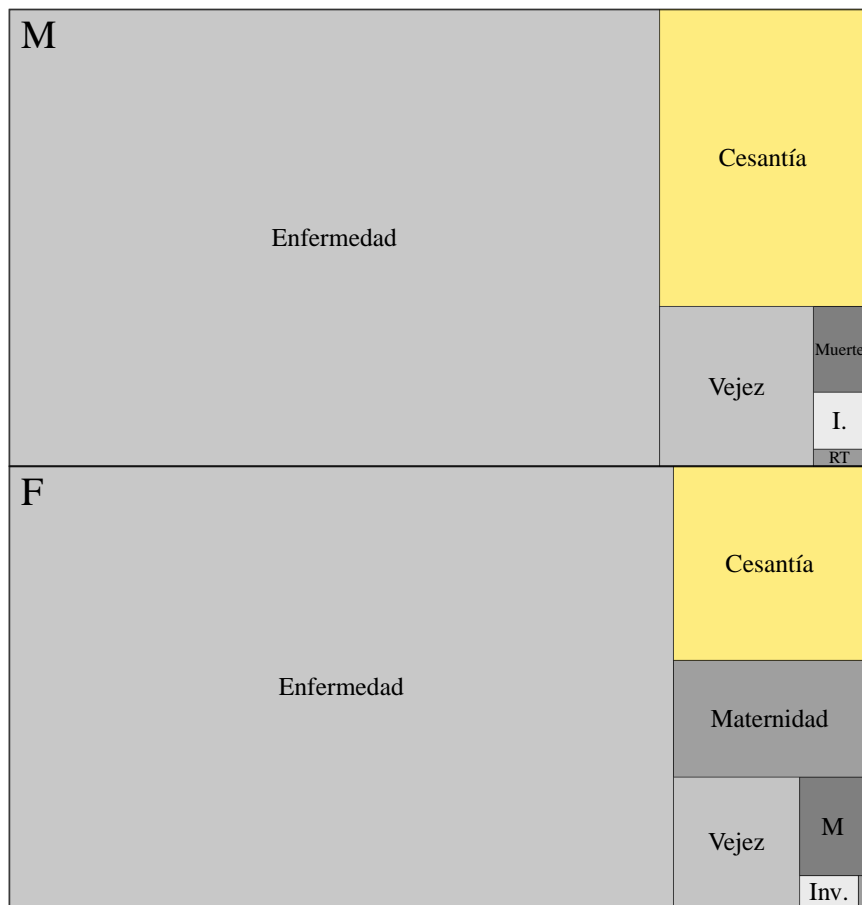 M
Enfermedad
Cesantía
Vejez
Muerte
I.
RT
F
Enfermedad
Cesantía
Maternidad
Vejez
M
Inv.